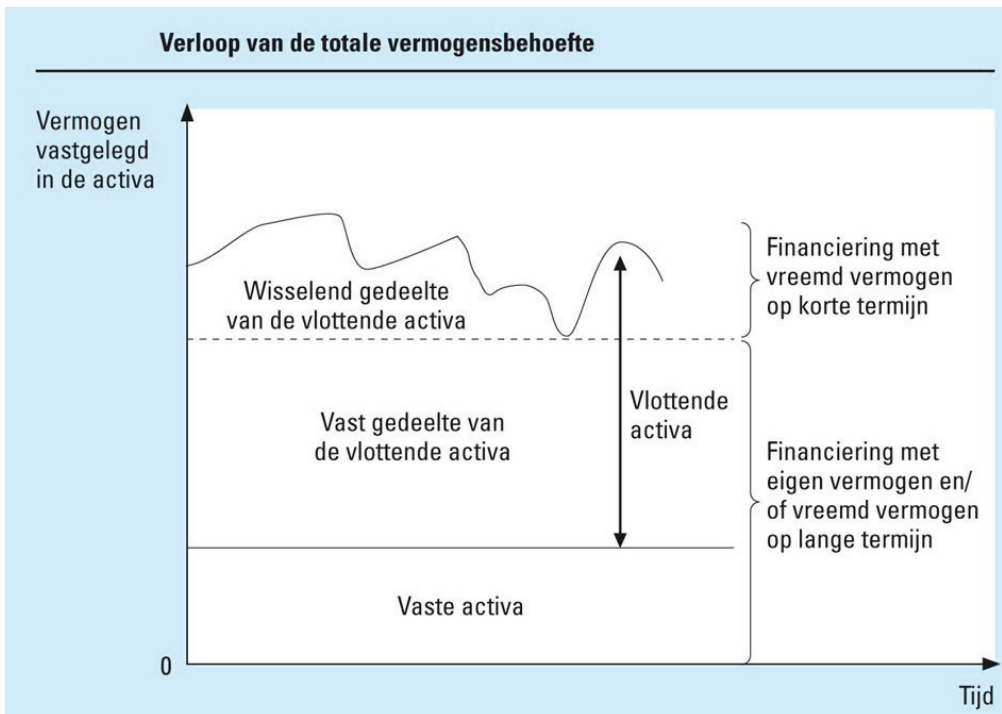 Verloop van de totale vermogensbehoefte
Vermogen
vastgelegd
in de activa
Wisselend gedeelte
van de vlottende activa
Financiering met
vreemd vermogen
op korte termijn
Vast gedeelte van
de vlottende activa
Vlottende
activa
Financiering met
eigen vermogen en/
of vreemd vermogen
op lange termijn
Vaste activa
0
Tijd